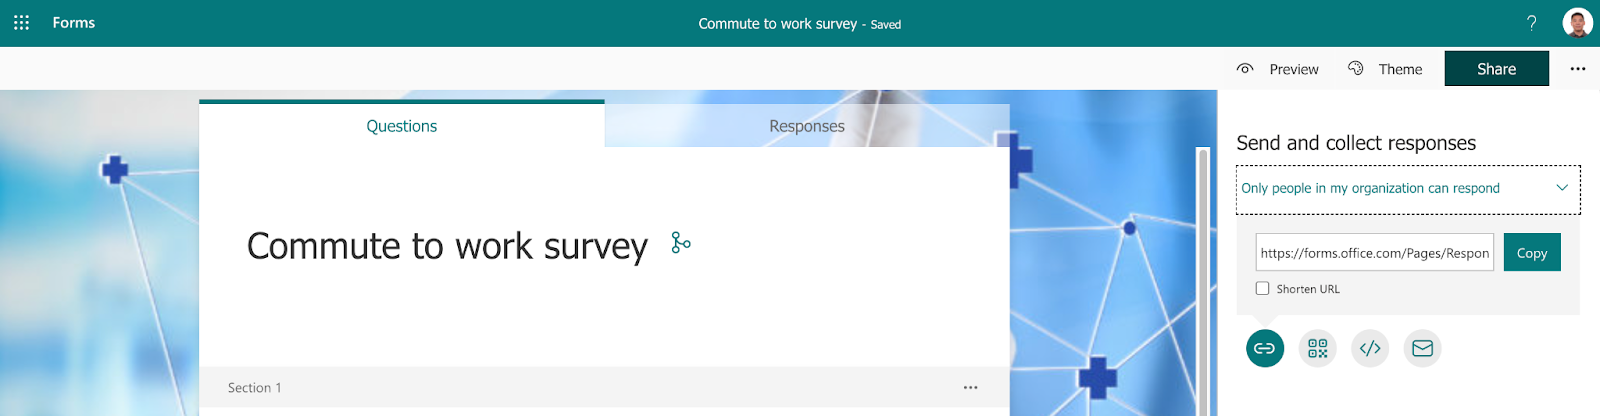 Forms
Commute to work survey - Saved
?
Preview
Theme
Share
Questions
Responses
Send and collect responses
Only people in my organization can respond
Commute to work survey
https://forms.office.com/Pages/Respon
Copy
Shorten URL
Section 1